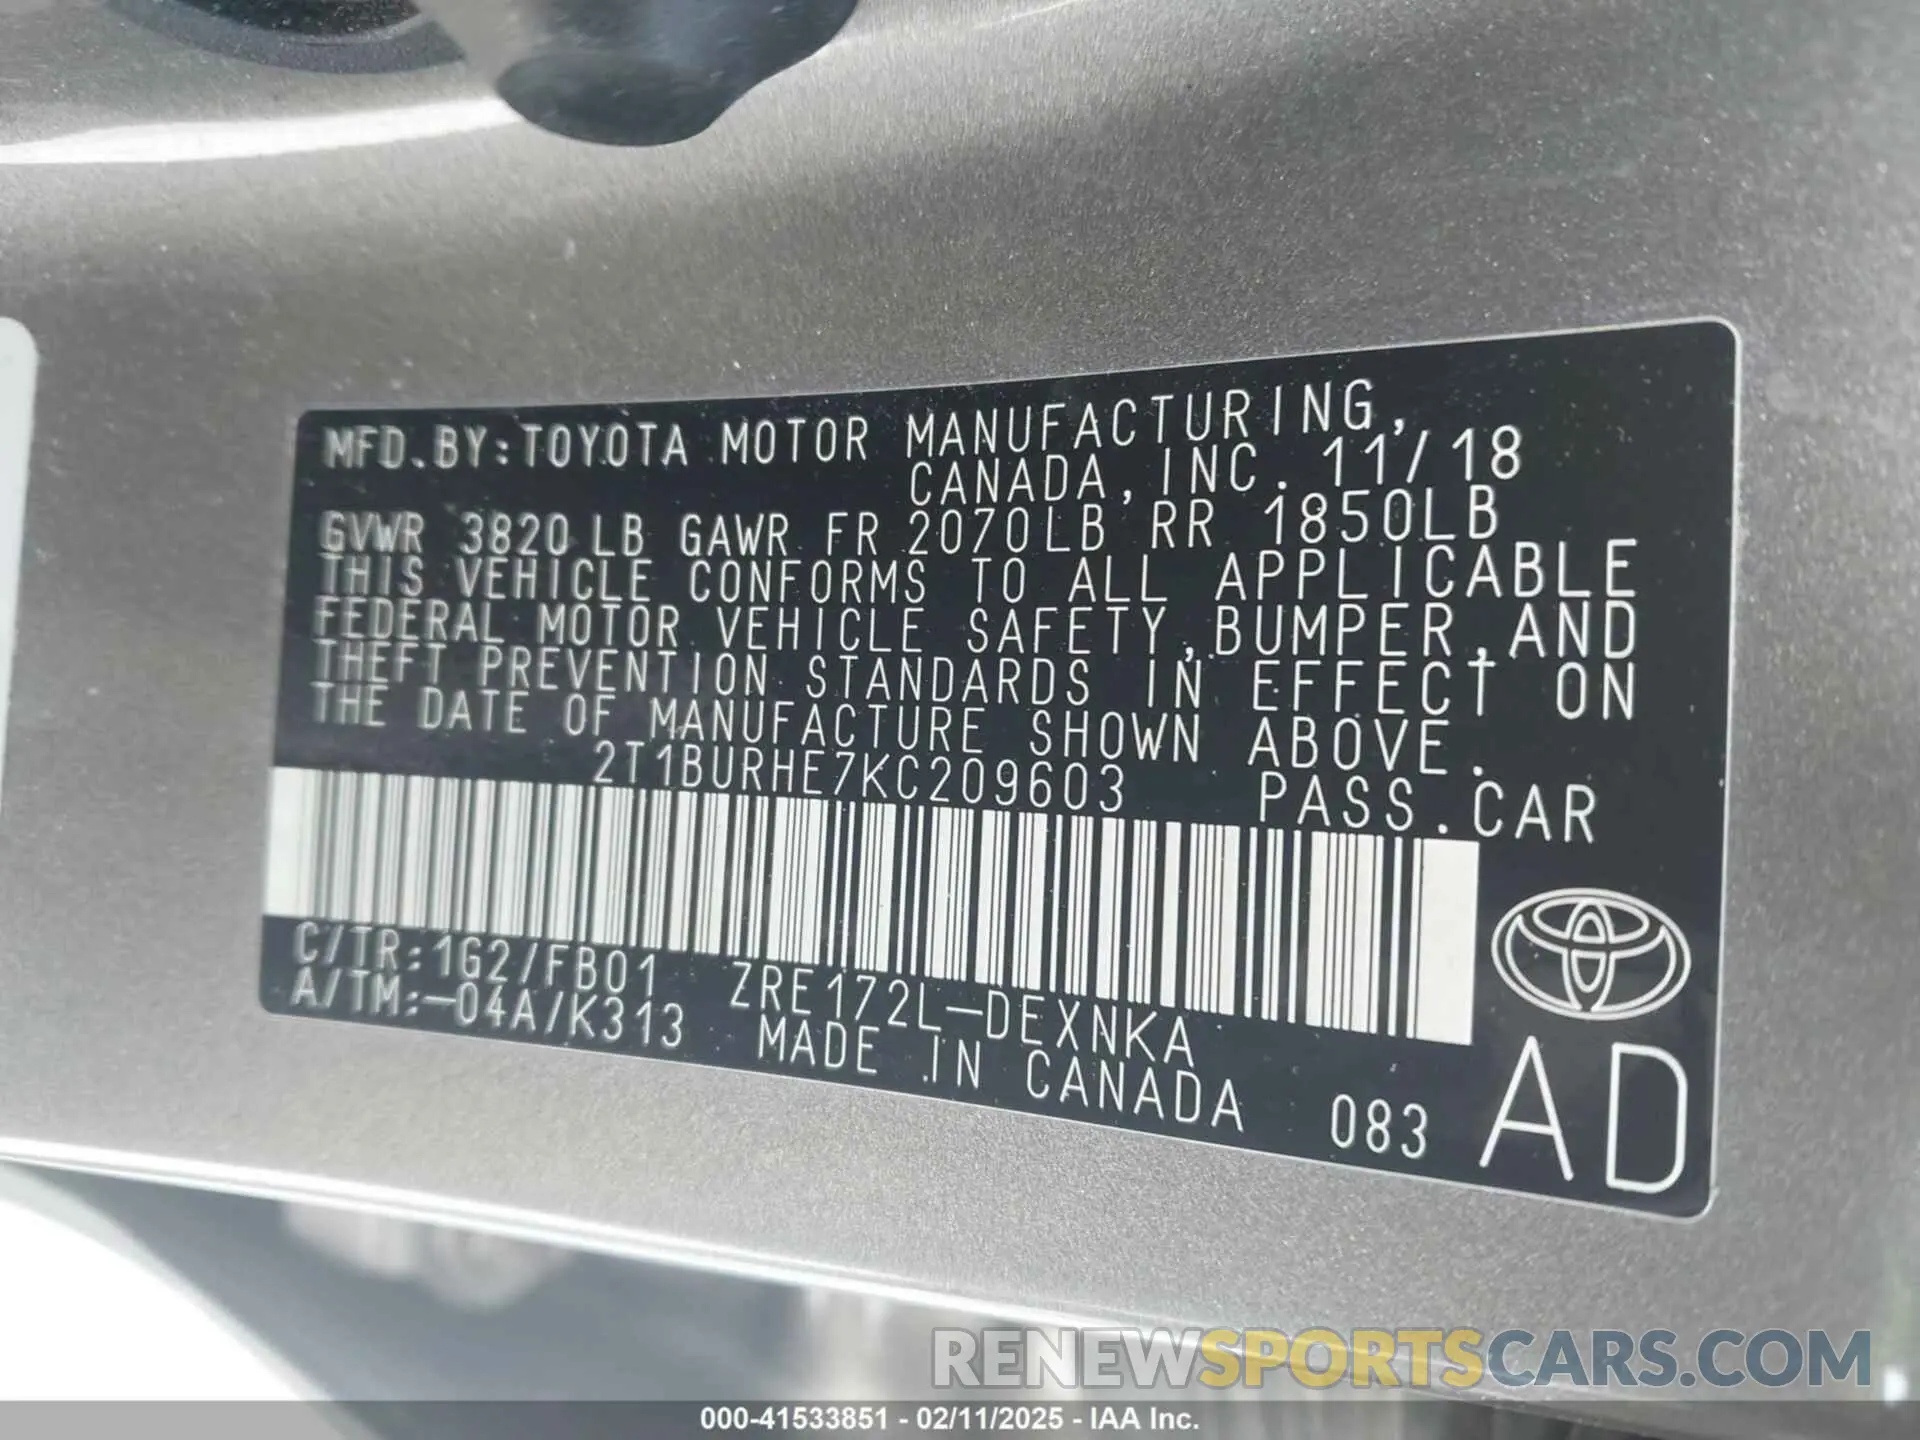 MFD.BY:TOYOTA MOTOR MANUFACTURING,
CANADA,INC. 11/18
GVWR 3820LB GAWR FR 2070LB RR 1850LB
THIS VEHICLE CONFORMS TO ALL APPLICABLE
FEDERAL MOTOR VEHICLE SAFETY,BUMPER,AND
THEFT PREVENTION STANDARDS IN EFFECT ON
THE DATE OF MANUFACTURE SHOWN ABOVE.
2T1BURHE7KC209603 PASS.CAR
C/TR:1G2/FB01 ZRE172L-DEXNKA
A/TM:-04A/K313 MADE IN CANADA 083 AD
RENEWSPORTSCARS.COM
000-41533851 - 02/11/2025 - IAA Inc.